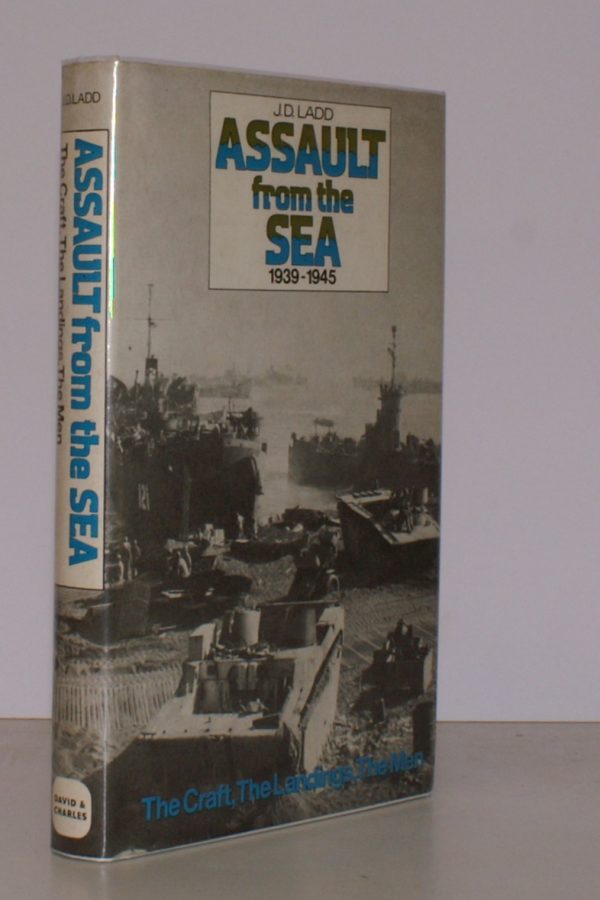 J.D. LADD
ASSAULT from the SEA
The Craft, The Landings, The Men
DAVID &
CHARLES
J.D. LADD
ASSAULT
from the
SEA
1939-1945
121
The Craft, The Landings, The Men